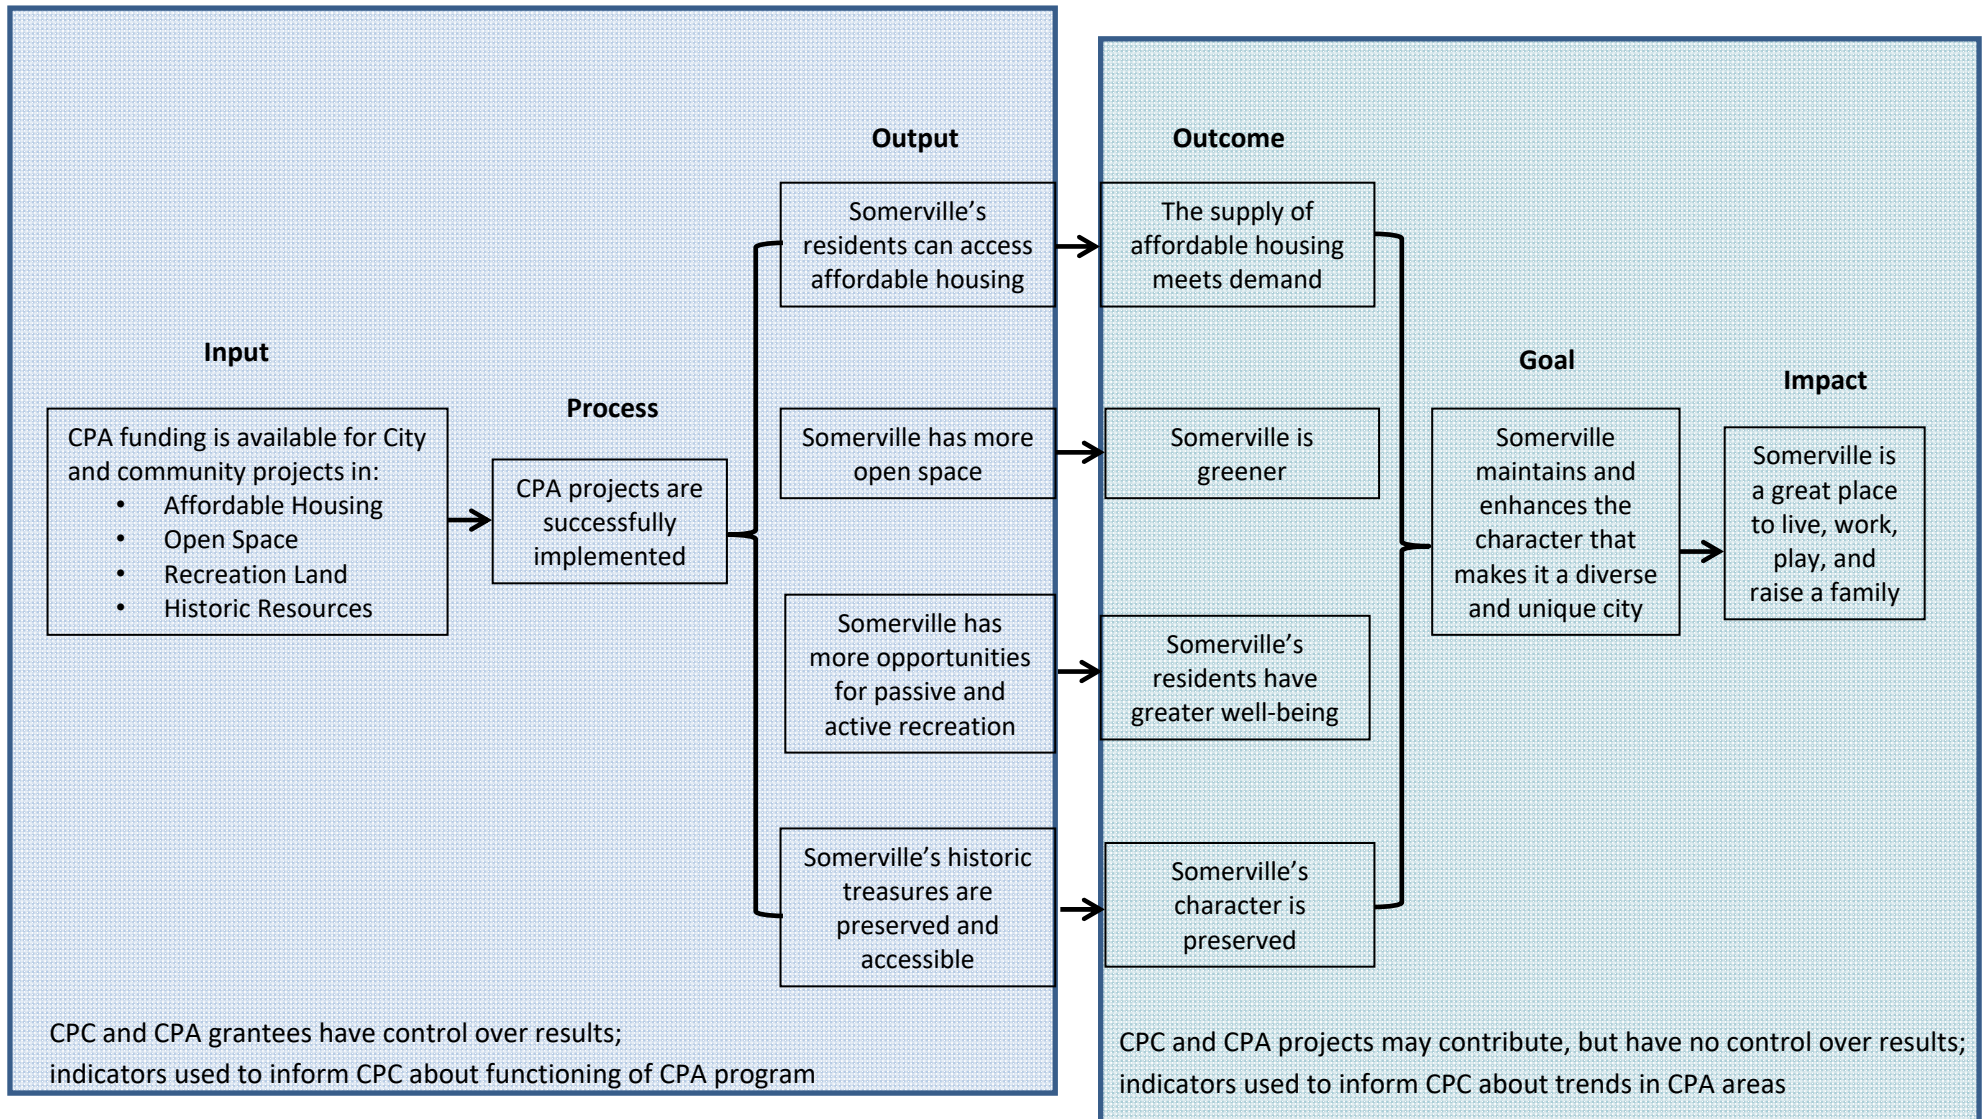 Input
CPA funding is available for City
and community projects in:
• Affordable Housing
• Open Space
• Recreation Land
• Historic Resources
Process
CPA projects are
successfully
implemented
Output
Somerville’s
residents can access
affordable housing
Somerville has more
open space
Somerville has
more opportunities
for passive and
active recreation
Somerville’s historic
treasures are
preserved and
accessible
CPC and CPA grantees have control over results;
indicators used to inform CPC about functioning of CPA program
Outcome
The supply of
affordable housing
meets demand
Somerville is
greener
Somerville’s
residents have
greater well-being
Somerville’s
character is
preserved
Goal
Somerville
maintains and
enhances the
character that
makes it a diverse
and unique city
Impact
Somerville is
a great place
to live, work,
play, and
raise a family
CPC and CPA projects may contribute, but have no control over results;
indicators used to inform CPC about trends in CPA areas